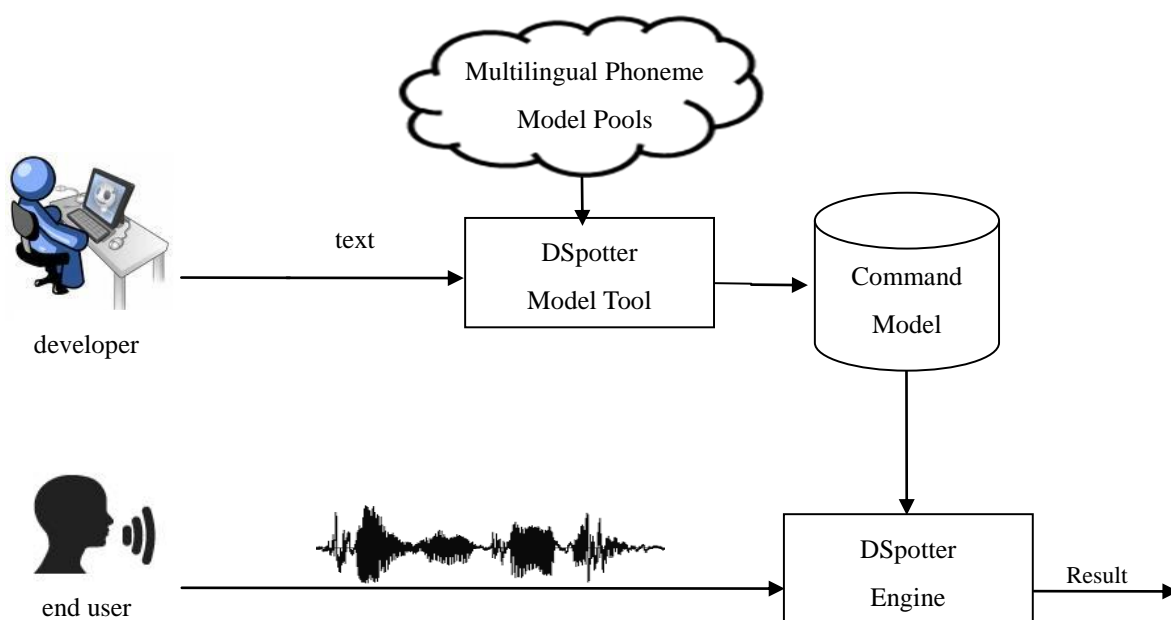 Multilingual Phoneme
Model Pools
text
DSpotter
Model Tool
Command
Model
developer
DSpotter
Engine
Result
end user